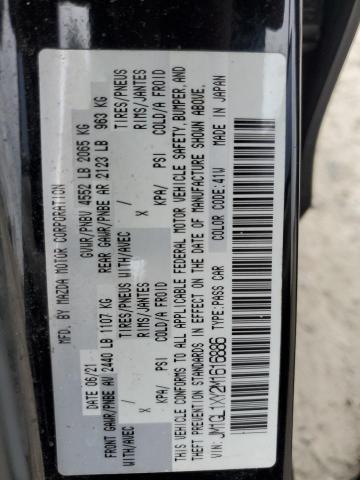 MFD. BY MAZDA MOTOR CORPORATION
DATE 06/21 GVWR/PNBV 4552 LB 2065 KG
FRONT GAWR/PNBE AV 2440 LB 1107 KG REAR GAWR/PNBE AR 2123 LB 963 KG
WITH/AVEC TIRES/PNEUS WITH/AVEC TIRES/PNEUS
X RIMS/JANTES X RIMS/JANTES
KPA/ PSI COLD/A FROID KPA/ PSI COLD/A FROID
THIS VEHICLE CONFORMS TO ALL APPLICABLE FEDERAL MOTOR VEHICLE SAFETY, BUMPER, AND
THEFT PREVENTION STANDARDS IN EFFECT ON THE DATE OF MANUFACTURE SHOWN ABOVE.
VIN: JM1GL1XY2M1616886 TYPE:PASS CAR COLOR CODE:41W MADE IN JAPAN